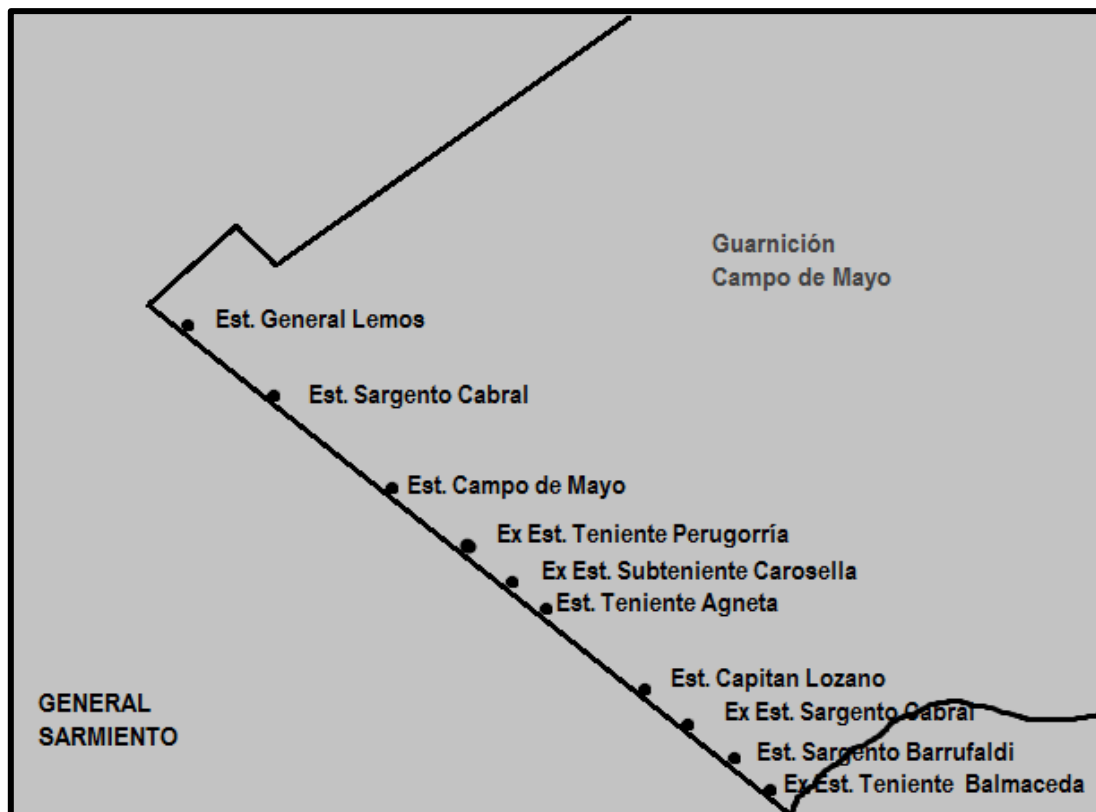 Guarnición
Campo de Mayo
Est. General Lemos
Est. Sargento Cabral
Est. Campo de Mayo
Ex Est. Teniente Perugorría
Ex Est. Subteniente Carosella
Est. Teniente Agneta
Est. Capitan Lozano
GENERAL
SARMIENTO
Ex Est. Sargento Cabral
Est. Sargento Barrufaldi
Ex Est. Teniente Balmaceda